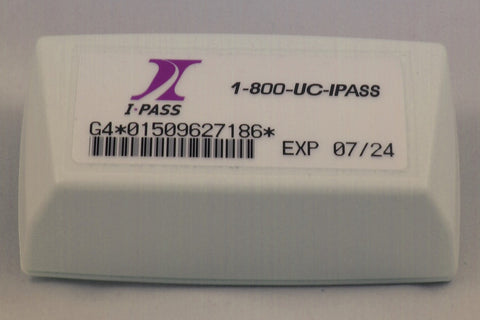 I·PASS
1-800-UC-IPASS
G4*01509627186*
EXP 07/24